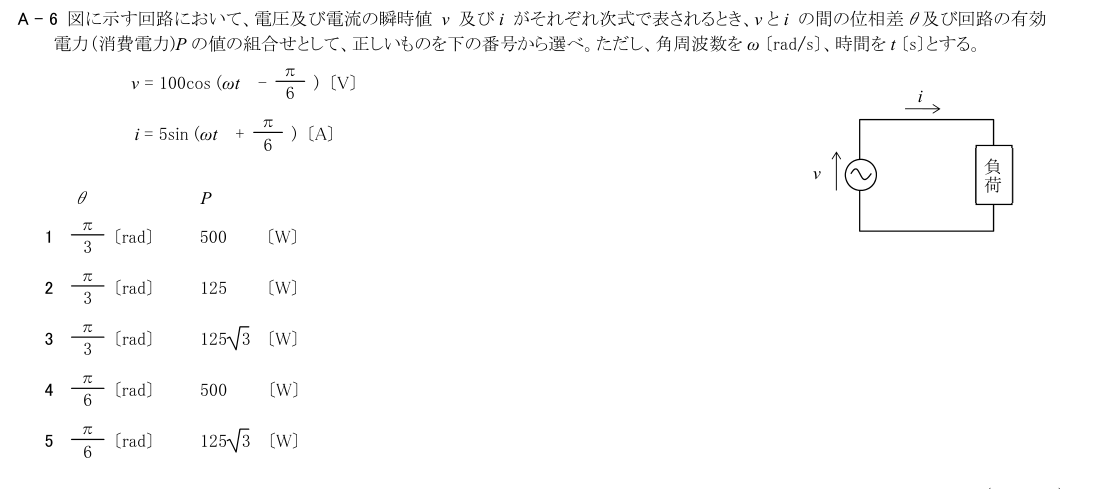 A－6 図に示す回路において、電圧及び電流の瞬時値 v 及び i がそれぞれ次式で表されるとき、vと i の間の位相差 θ 及び回路の有効
電力(消費電力)P の値の組合せとして、正しいものを下の番号から選べ。ただし、角周波数を ω〔rad/s〕、時間を t〔s〕とする。
v = 100cos (ωt － π/6 )〔V〕
i = 5sin (ωt ＋ π/6 )〔A〕
i
v
負荷
θ P
1 π/3〔rad〕 500 〔W〕
2 π/3〔rad〕 125 〔W〕
3 π/3〔rad〕 125√3 〔W〕
4 π/6〔rad〕 500 〔W〕
5 π/6〔rad〕 125√3 〔W〕